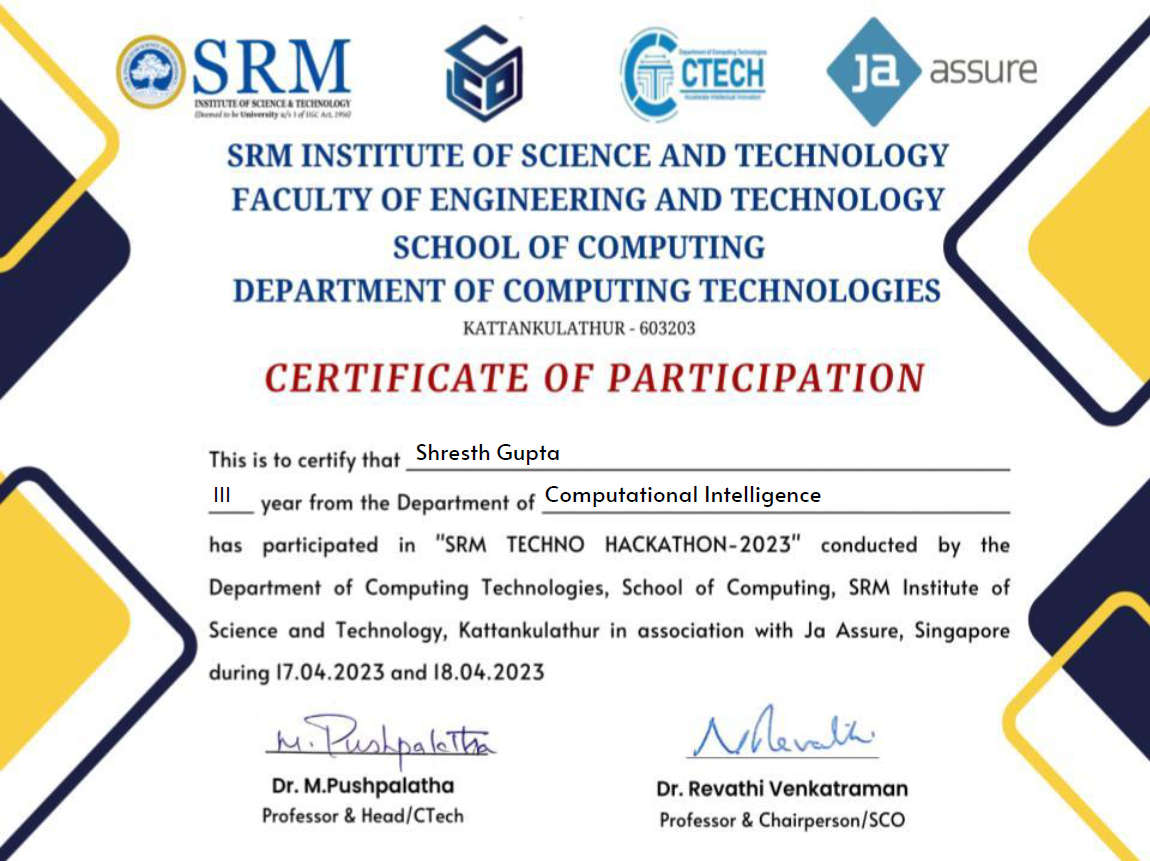 SRM
INSTITUTE OF SCIENCE & TECHNOLOGY
(Deemed to be University u/s 3 of UGC Act, 1956)
Department of Computing Technologies
CTECH
Accelerate Intellectual Innovation
ja assure
SRM INSTITUTE OF SCIENCE AND TECHNOLOGY
FACULTY OF ENGINEERING AND TECHNOLOGY
SCHOOL OF COMPUTING
DEPARTMENT OF COMPUTING TECHNOLOGIES
KATTANKULATHUR - 603203
CERTIFICATE OF PARTICIPATION
This is to certify that Shresth Gupta
III year from the Department of Computational Intelligence
has participated in "SRM TECHNO HACKATHON-2023" conducted by the
Department of Computing Technologies, School of Computing, SRM Institute of
Science and Technology, Kattankulathur in association with Ja Assure, Singapore
during 17.04.2023 and 18.04.2023
M. Pushpalatha
N Revathi
Dr. M.Pushpalatha
Dr. Revathi Venkatraman
Professor & Head/CTech
Professor & Chairperson/SCO